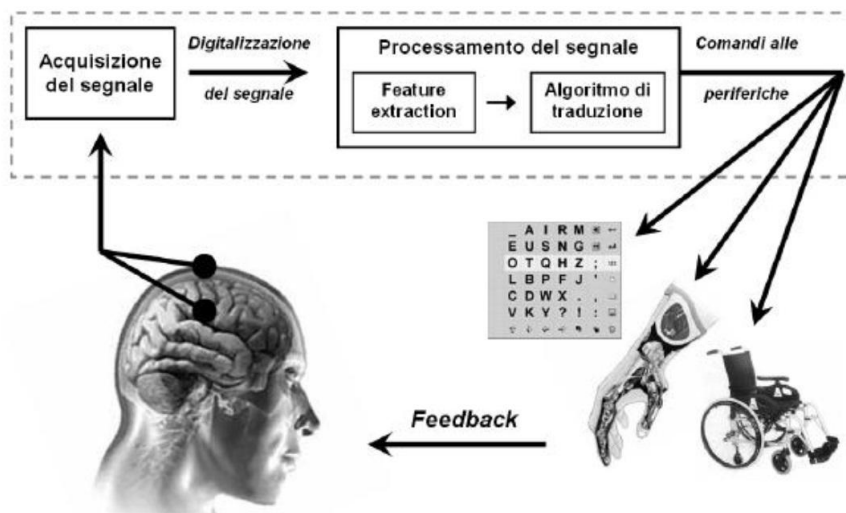 Acquisizione
del segnale
Digitalizzazione
del segnale
Processamento del segnale
Feature
extraction
Algoritmo di
traduzione
Comandi alle
periferiche
_ A I R M
E U S N G
O T Q H Z ;
L B P F J '
C D W X . ,
V K Y ? ! :
Feedback